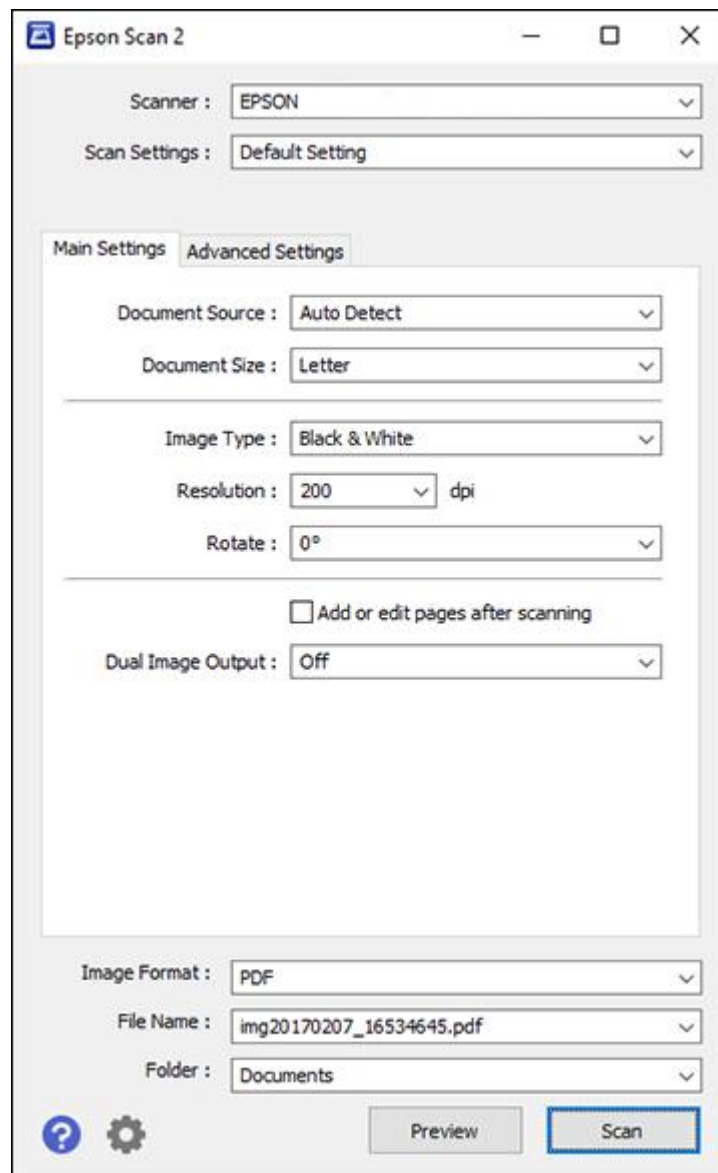 Epson Scan 2
Scanner : EPSON
Scan Settings : Default Setting
Main Settings Advanced Settings
Document Source : Auto Detect
Document Size : Letter
Image Type : Black & White
Resolution : 200 dpi
Rotate : 0°
Add or edit pages after scanning
Dual Image Output : Off
Image Format : PDF
File Name : img20170207_16534645.pdf
Folder : Documents
? Preview Scan